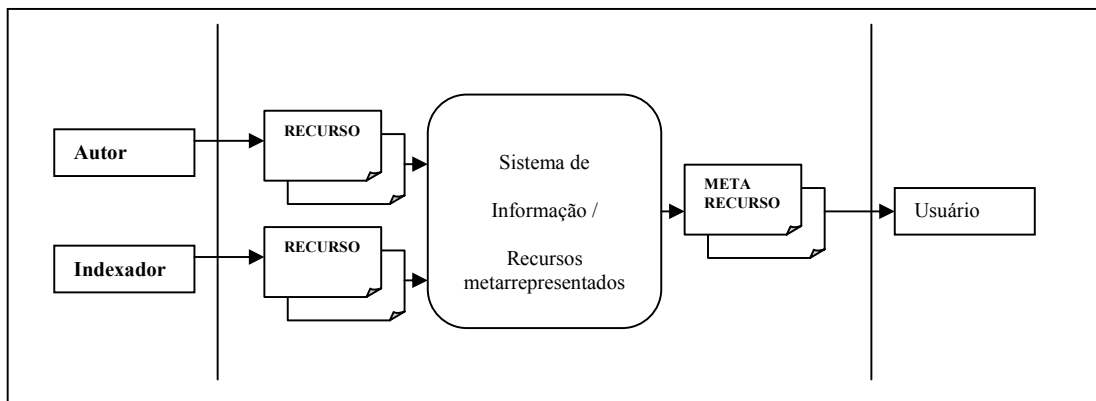 Autor
RECURSO
Indexador
RECURSO
Sistema de
Informação /
Recursos
metarrepresentados
META
RECURSO
Usuário